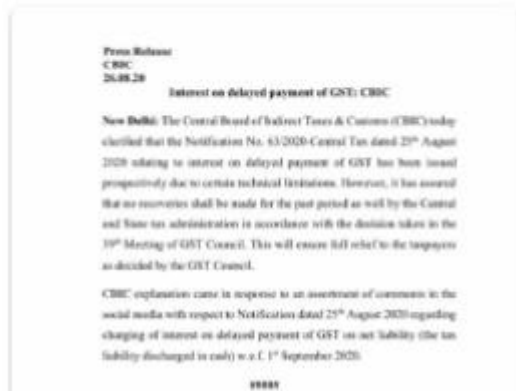 Press Release
CBIC
26.08.20
Interest on delayed payment of GST: CBIC
New Delhi: The Central Board of Indirect Taxes & Customs (CBIC) today
clarified that the Notification No. 63/2020-Central Tax dated 25th August
2020 relating to interest on delayed payment of GST has been issued
prospectively due to certain technical limitations. However, it has assured
that no recoveries shall be made for the past period as well by the Central
and State tax administration in accordance with the decision taken in the
39th Meeting of GST Council. This will ensure full relief to the taxpayers
as decided by the GST Council.
CBIC explanation came in response to an assortment of comments in the
social media with respect to Notification dated 25th August 2020 regarding
charging of interest on delayed payment of GST on net liability (the tax
liability discharged in cash) w.e.f. 1st September 2020.